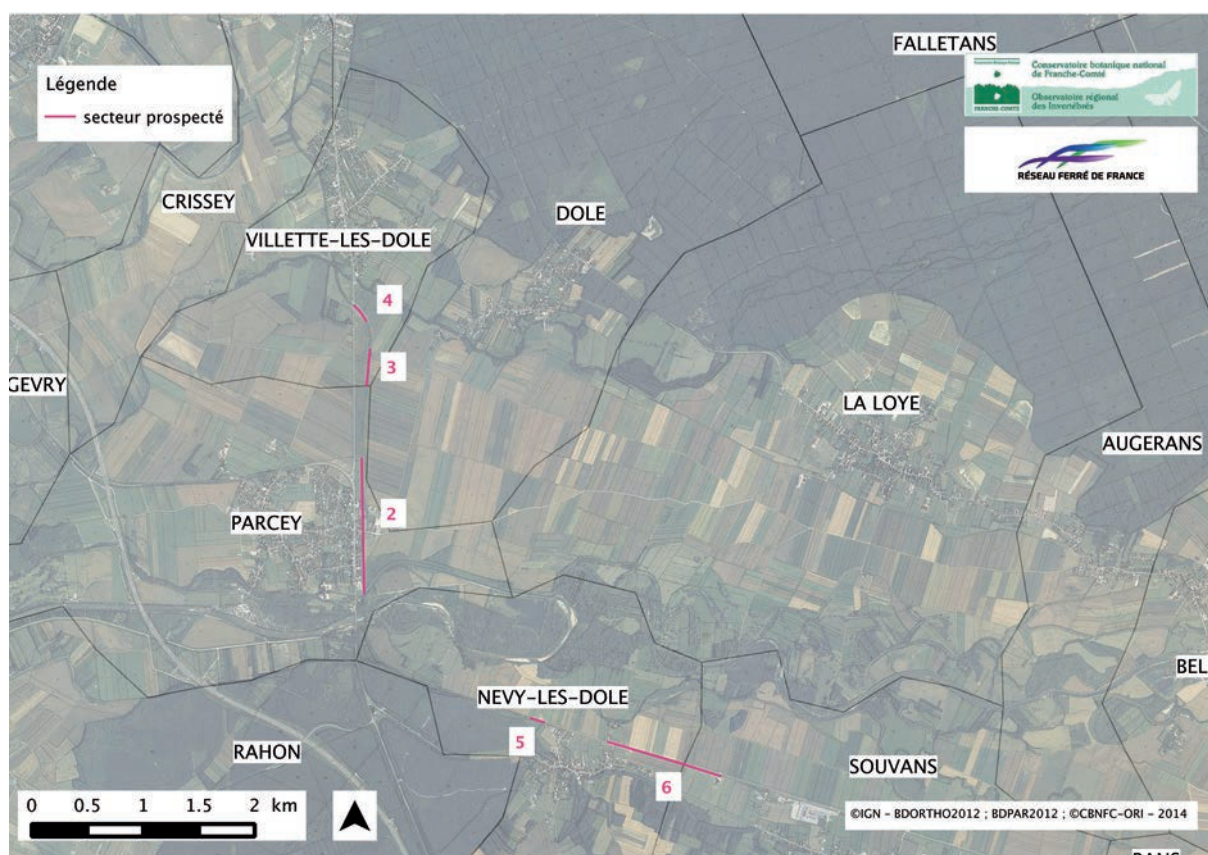 FALLETANS
Conservatoire botanique national
de Franche-Comté
Observatoire régional
des Invertébrés
FRANCHE-COMTÉ
RÉSEAU FERRÉ DE FRANCE
Légende
secteur prospecté
CRISSEY
DOLE
VILLETTE-LES-DOLE
4
3
GEVRY
LA LOYE
AUGERANS
2
PARCEY
BEL
NEVY-LES-DOLE
5
RAHON
SOUVANS
6
0 0.5 1 1.5 2 km
©IGN - BDORTHO2012 ; BDPAR2012 ; ©CBNFC-ORI - 2014